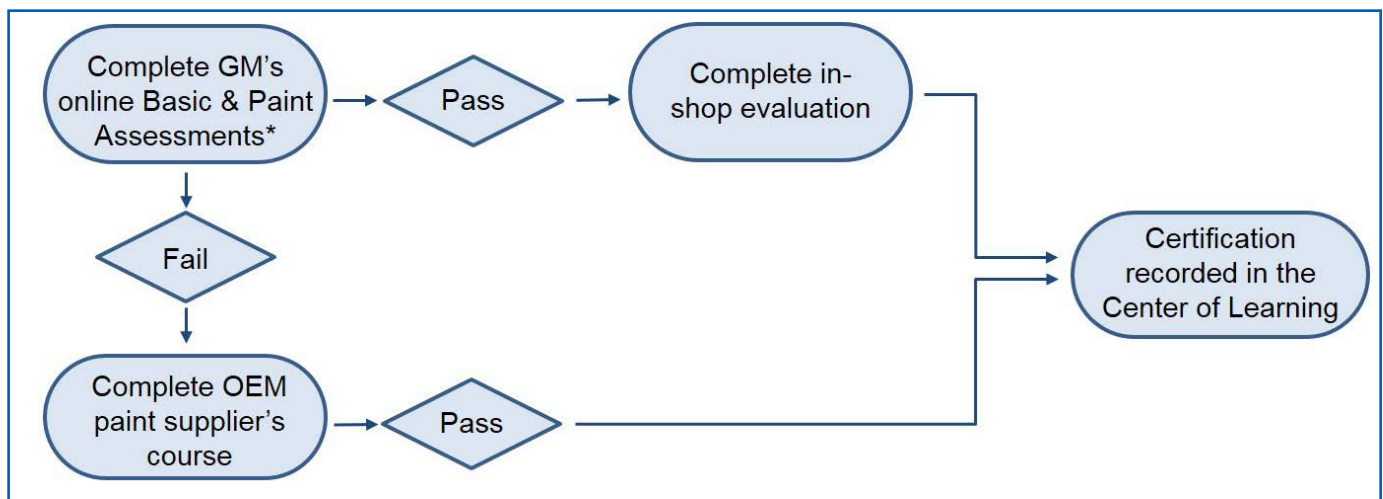 Complete GM’s
online Basic & Paint
Assessments*
Pass
Complete in-
shop evaluation
Fail
Certification
recorded in the
Center of Learning
Complete OEM
paint supplier’s
course
Pass